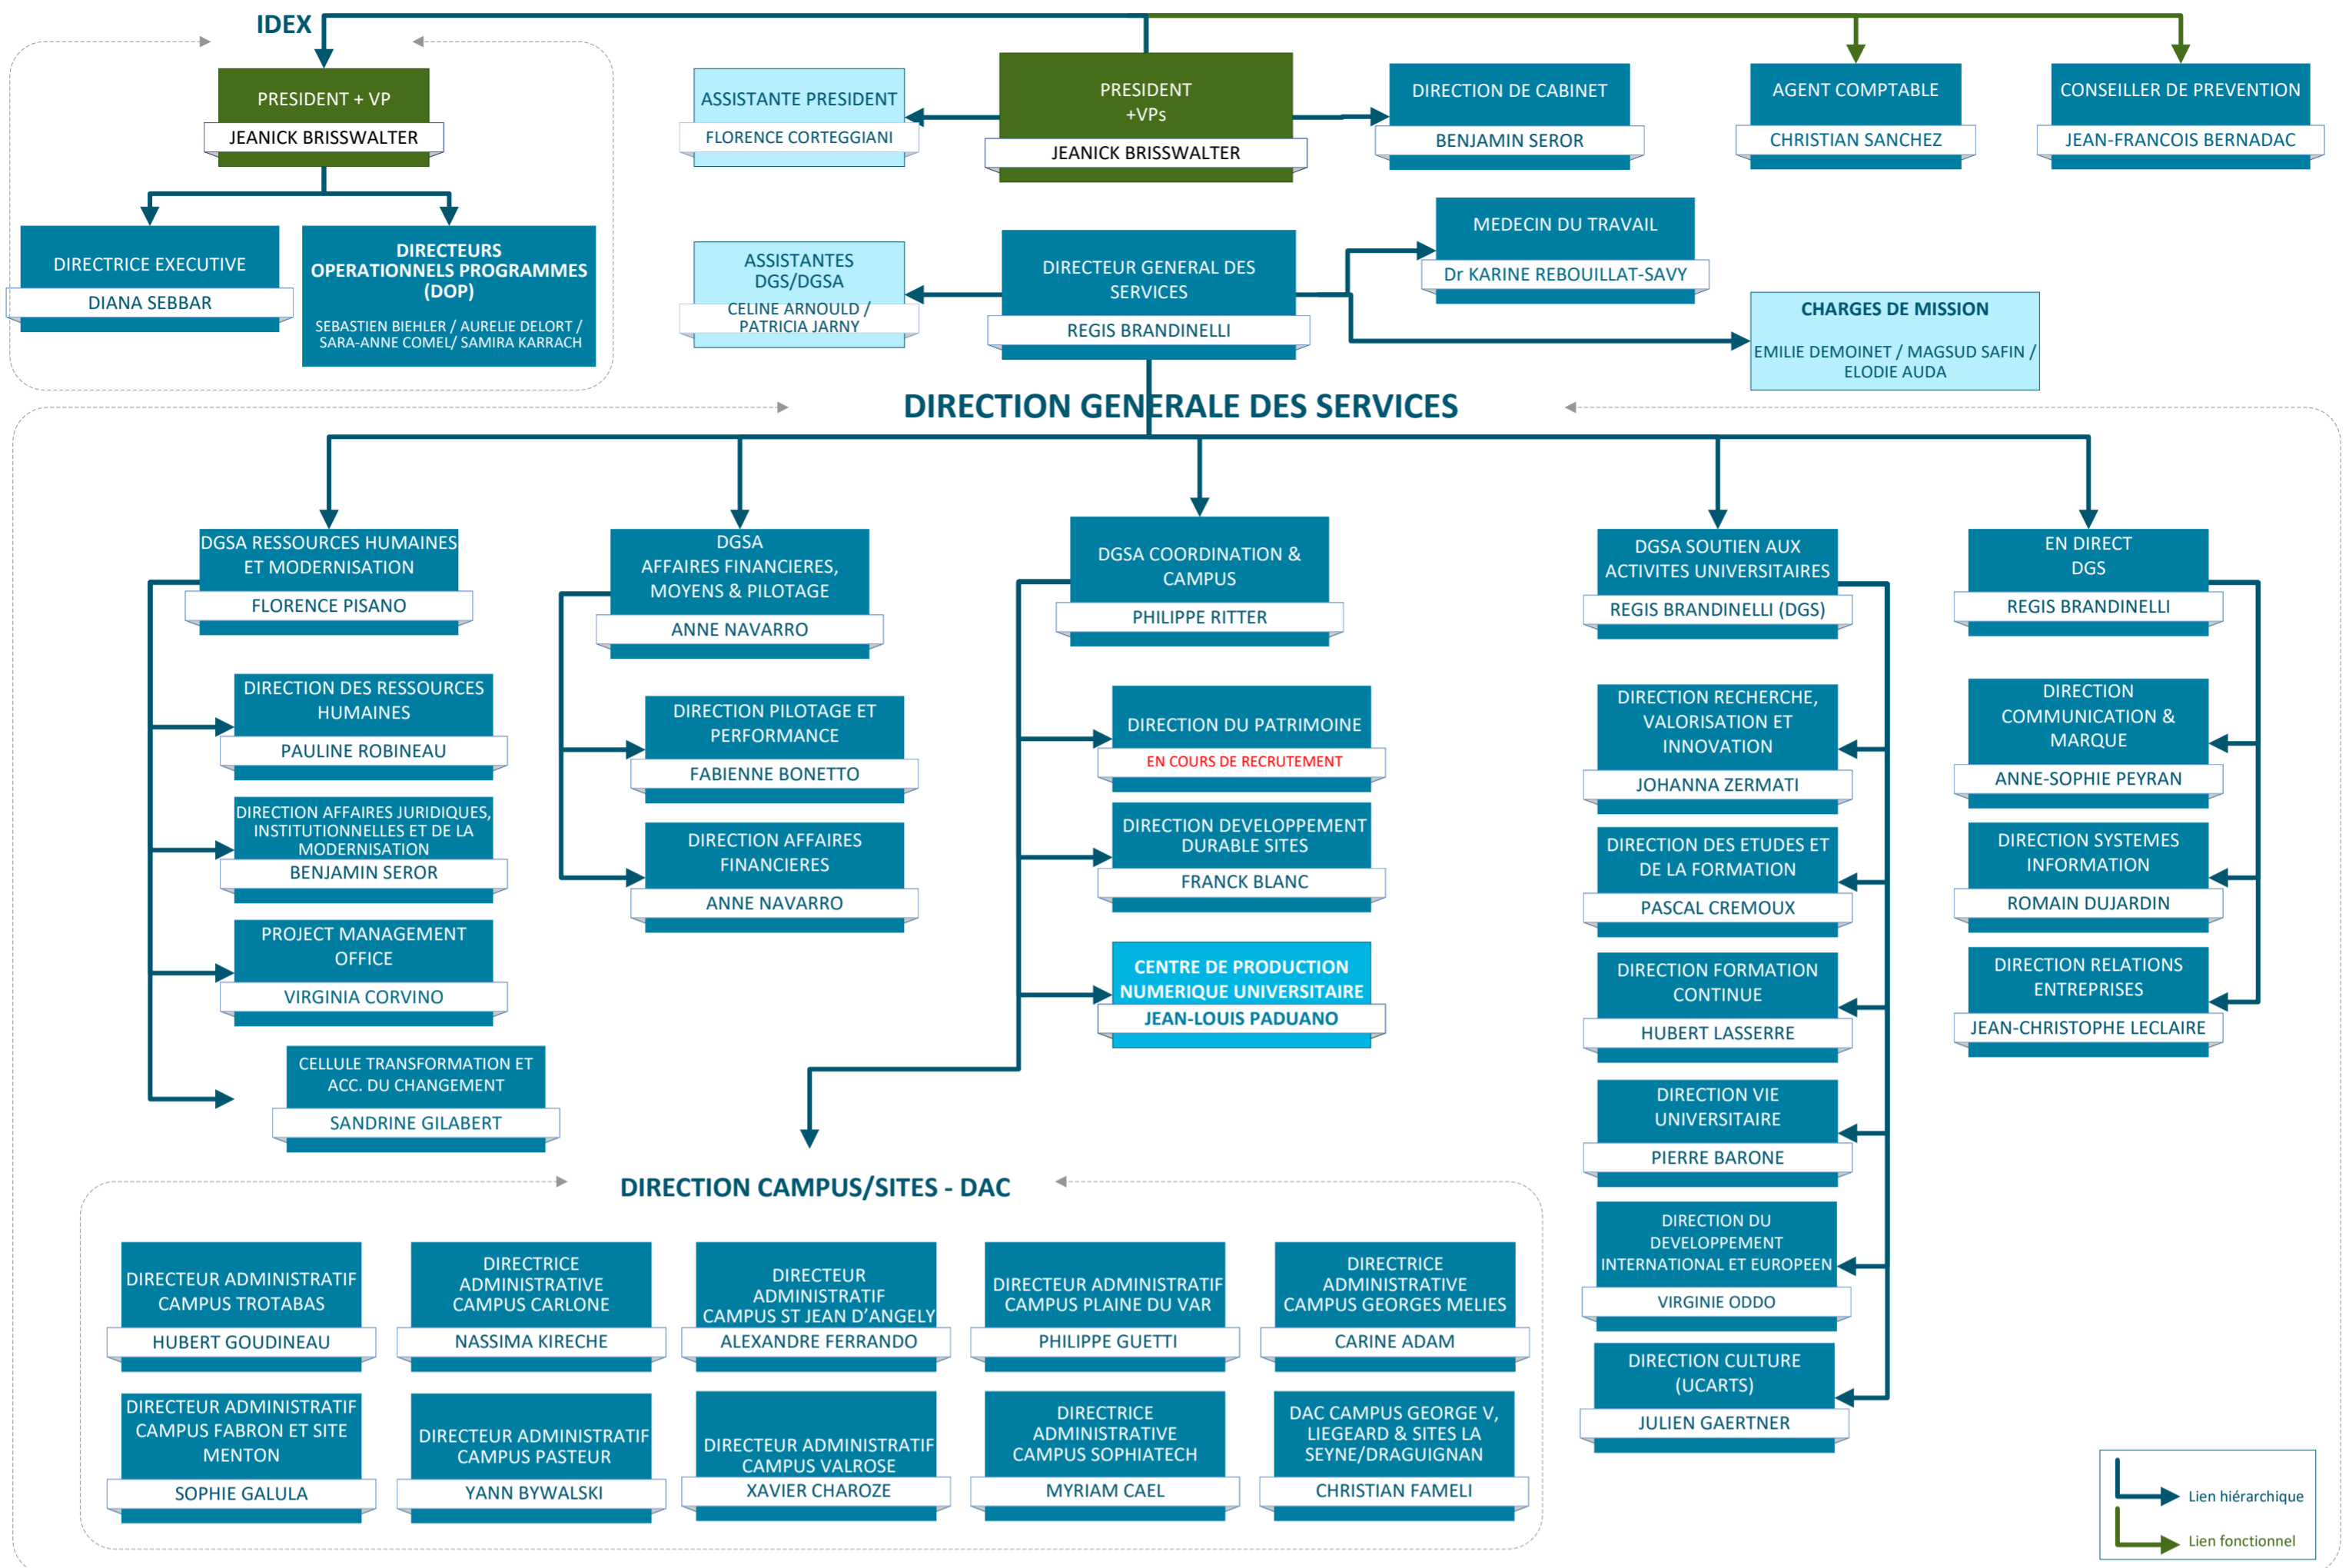 IDEX
PRESIDENT + VP
JEANICK BRISSWALTER
DIRECTRICE EXECUTIVE
DIANA SEBBAR
DIRECTEURS
OPERATIONNELS PROGRAMMES
(DOP)
SEBASTIEN BIEHLER / AURELIE DELORT /
SARA-ANNE COMEL/ SAMIRA KARRACH
ASSISTANTE PRESIDENT
FLORENCE CORTEGGIANI
PRESIDENT
+VPs
JEANICK BRISSWALTER
DIRECTION DE CABINET
BENJAMIN SEROR
AGENT COMPTABLE
CHRISTIAN SANCHEZ
CONSEILLER DE PREVENTION
JEAN-FRANCOIS BERNADAC
ASSISTANTES
DGS/DGSA
CELINE ARNOULD /
PATRICIA JARNY
DIRECTEUR GENERAL DES
SERVICES
REGIS BRANDINELLI
MEDECIN DU TRAVAIL
Dr KARINE REBOUILLAT-SAVY
CHARGES DE MISSION
EMILIE DEMOINET / MAGSUD SAFIN /
ELODIE AUDA
DIRECTION GENERALE DES SERVICES
DGSA RESSOURCES HUMAINES
ET MODERNISATION
FLORENCE PISANO
DIRECTION DES RESSOURCES
HUMAINES
PAULINE ROBINEAU
DIRECTION AFFAIRES JURIDIQUES,
INSTITUTIONNELLES ET DE LA
MODERNISATION
BENJAMIN SEROR
PROJECT MANAGEMENT
OFFICE
VIRGINIA CORVINO
CELLULE TRANSFORMATION ET
ACC. DU CHANGEMENT
SANDRINE GILABERT
DGSA
AFFAIRES FINANCIERES,
MOYENS & PILOTAGE
ANNE NAVARRO
DIRECTION PILOTAGE ET
PERFORMANCE
FABIENNE BONETTO
DIRECTION AFFAIRES
FINANCIERES
ANNE NAVARRO
DGSA COORDINATION &
CAMPUS
PHILIPPE RITTER
DIRECTION DU PATRIMOINE
EN COURS DE RECRUTEMENT
DIRECTION DEVELOPPEMENT
DURABLE SITES
FRANCK BLANC
CENTRE DE PRODUCTION
NUMERIQUE UNIVERSITAIRE
JEAN-LOUIS PADUANO
DGSA SOUTIEN AUX
ACTIVITES UNIVERSITAIRES
REGIS BRANDINELLI (DGS)
DIRECTION RECHERCHE,
VALORISATION ET
INNOVATION
JOHANNA ZERMATI
DIRECTION DES ETUDES ET
DE LA FORMATION
PASCAL CREMOUX
DIRECTION FORMATION
CONTINUE
HUBERT LASSERRE
DIRECTION VIE
UNIVERSITAIRE
PIERRE BARONE
DIRECTION DU
DEVELOPPEMENT
INTERNATIONAL ET EUROPEEN
VIRGINIE ODDO
DIRECTION CULTURE
(UCARTS)
JULIEN GAERTNER
EN DIRECT
DGS
REGIS BRANDINELLI
DIRECTION
COMMUNICATION &
MARQUE
ANNE-SOPHIE PEYRAN
DIRECTION SYSTEMES
INFORMATION
ROMAIN DUJARDIN
DIRECTION RELATIONS
ENTREPRISES
JEAN-CHRISTOPHE LECLAIRE
DIRECTION CAMPUS/SITES - DAC
DIRECTEUR ADMINISTRATIF
CAMPUS TROTABAS
HUBERT GOUDINEAU
DIRECTRICE
ADMINISTRATIVE
CAMPUS CARLONE
NASSIMA KIRECHE
DIRECTEUR
ADMINISTRATIF
CAMPUS ST JEAN D’ANGELY
ALEXANDRE FERRANDO
DIRECTEUR ADMINISTRATIF
CAMPUS PLAINE DU VAR
PHILIPPE GUETTI
DIRECTRICE
ADMINISTRATIVE
CAMPUS GEORGES MELIES
CARINE ADAM
DIRECTEUR ADMINISTRATIF
CAMPUS FABRON ET SITE
MENTON
SOPHIE GALULA
DIRECTEUR ADMINISTRATIF
CAMPUS PASTEUR
YANN BYWALSKI
DIRECTEUR ADMINISTRATIF
CAMPUS VALROSE
XAVIER CHAROZE
DIRECTRICE
ADMINISTRATIVE
CAMPUS SOPHIATECH
MYRIAM CAEL
DAC CAMPUS GEORGE V,
LIEGEARD & SITES LA
SEYNE/DRAGUIGNAN
CHRISTIAN FAMELI
Lien hiérarchique
Lien fonctionnel